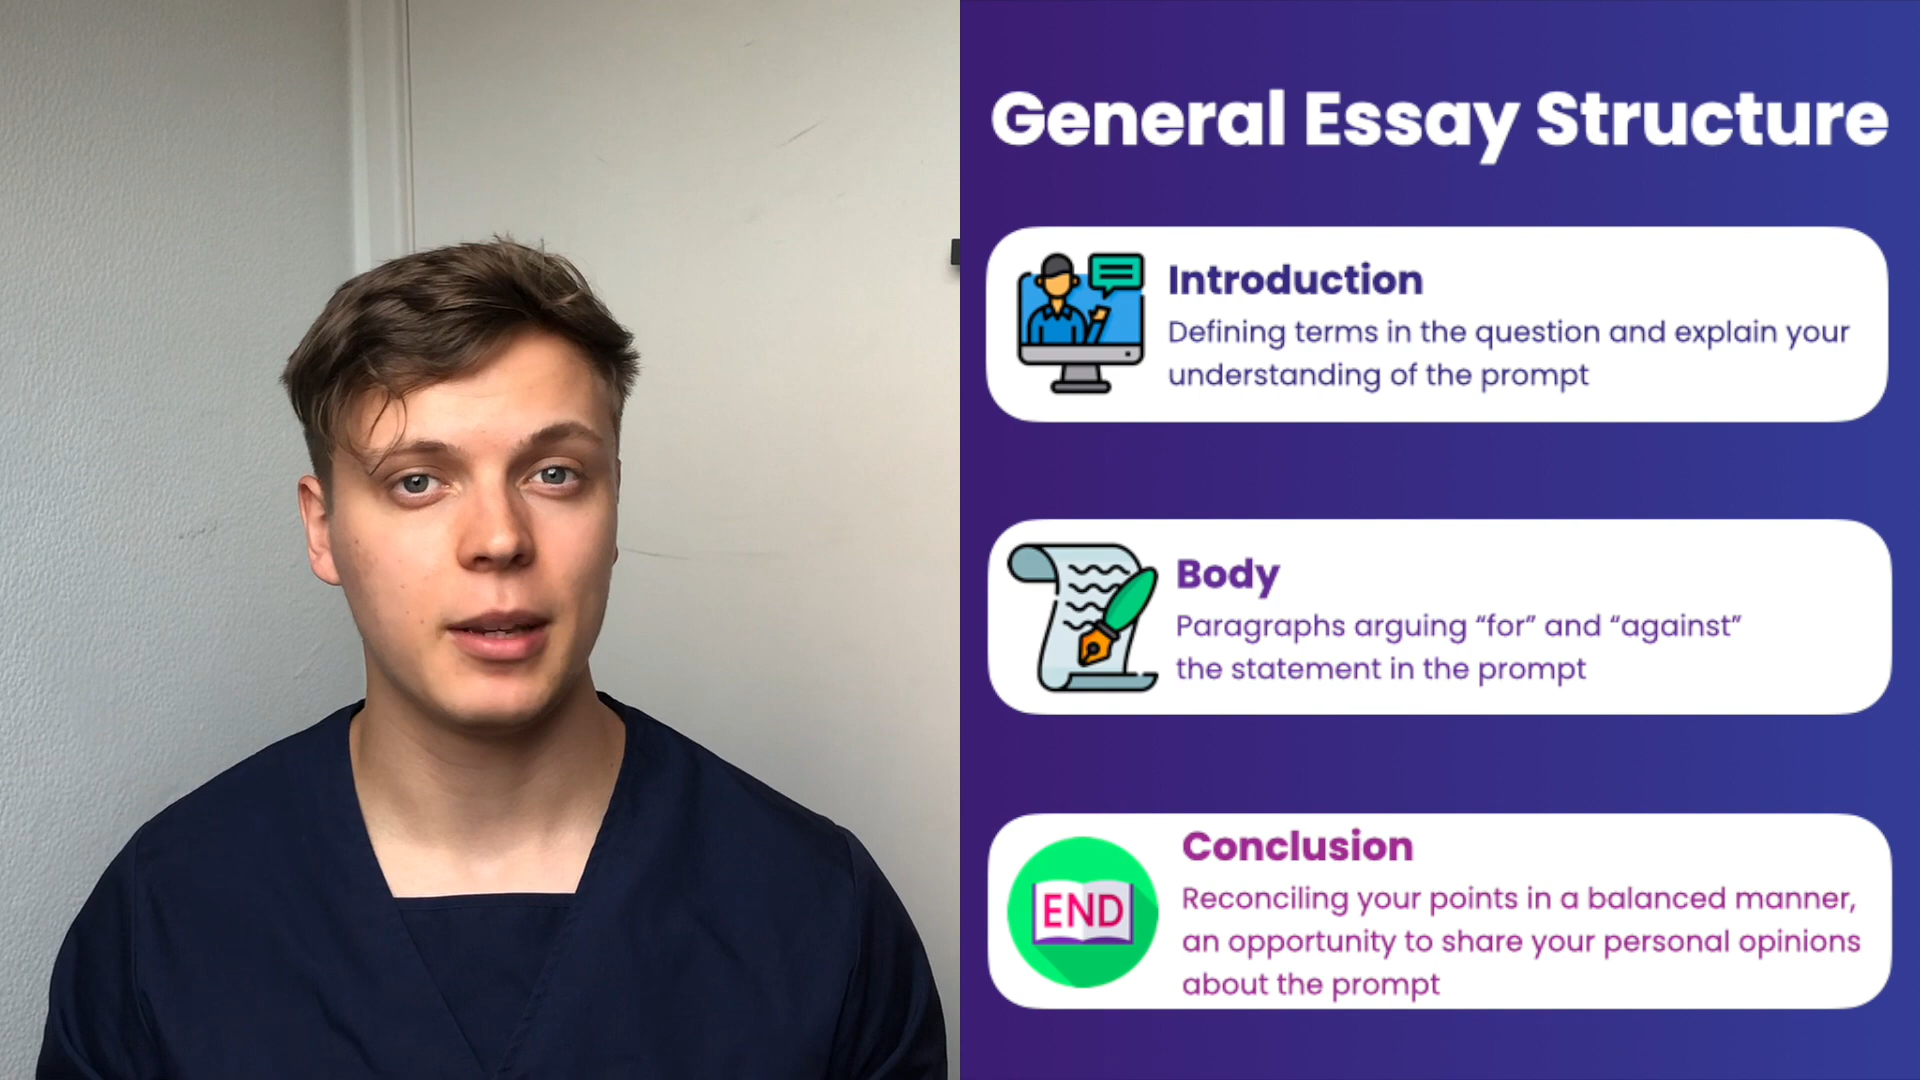 General Essay Structure
Introduction
Defining terms in the question and explain your
understanding of the prompt
Body
Paragraphs arguing “for” and “against”
the statement in the prompt
END
Conclusion
Reconciling your points in a balanced manner,
an opportunity to share your personal opinions
about the prompt